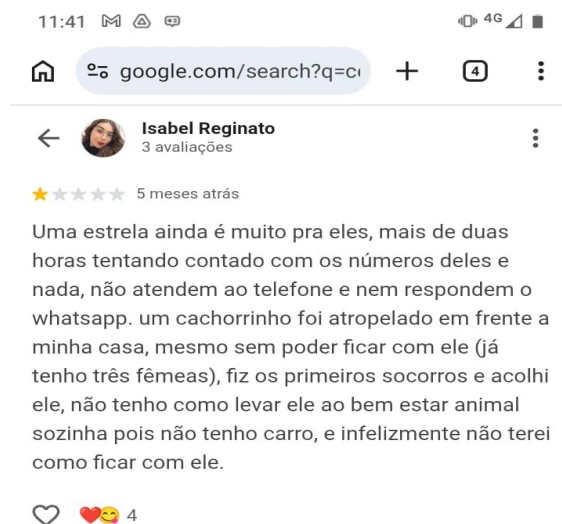 11:41
4G
google.com/search?q=c
4
Isabel Reginato
3 avaliações
5 meses atrás
Uma estrela ainda é muito pra eles, mais de duas
horas tentando contado com os números deles e
nada, não atendem ao telefone e nem respondem o
whatsapp. um cachorrinho foi atropelado em frente a
minha casa, mesmo sem poder ficar com ele (já
tenho três fêmeas), fiz os primeiros socorros e acolhi
ele, não tenho como levar ele ao bem estar animal
sozinha pois não tenho carro, e infelizmente não terei
como ficar com ele.
4